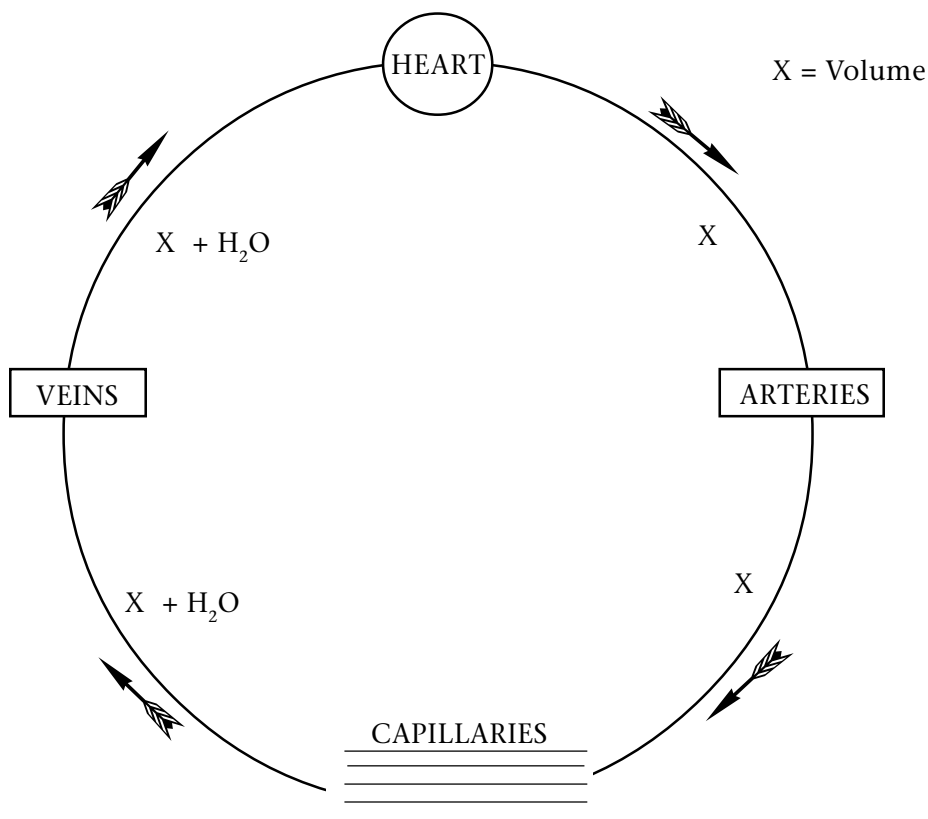 HEART
X = Volume
X + H₂O
X
VEINS
ARTERIES
X + H₂O
X
CAPILLARIES